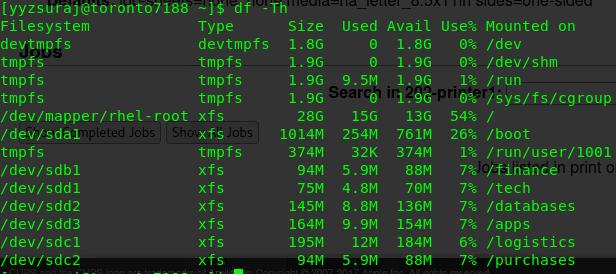 Defaults: job-sheets=none, none media=na_letter_8.5x11in sides=one-sided
[yyzsuraj@toronto7188 ~]$ df -Th
Filesystem Type Size Used Avail Use% Mounted on
devtmpfs devtmpfs 1.8G 0 1.8G 0% /dev
Jobs
tmpfs tmpfs 1.9G 0 1.9G 0% /dev/shm
tmpfs tmpfs 1.9G 9.5M 1.9G 1% /run
Search in 202-printer1:
tmpfs tmpfs 1.9G 0 1.9G 0% /sys/fs/cgroup
/dev/mapper/rhel-root xfs 28G 15G 13G 54% /
Show Completed Jobs Show All Jobs
/dev/sda1 xfs 1014M 254M 761M 26% /boot
tmpfs tmpfs 374M 32K 374M 1% /run/user/1001
Jobs listed in print o
/dev/sdb1 xfs 94M 5.9M 88M 7% /finance
/dev/sdd1 xfs 75M 4.8M 70M 7% /tech
/dev/sdd2 xfs 145M 8.8M 136M 7% /databases
/dev/sdd3 xfs 164M 9.9M 154M 7% /apps
/dev/sdc1 xfs 195M 12M 184M 6% /logistics
/dev/sdc2 xfs 94M 5.9M 88M 7% /purchases